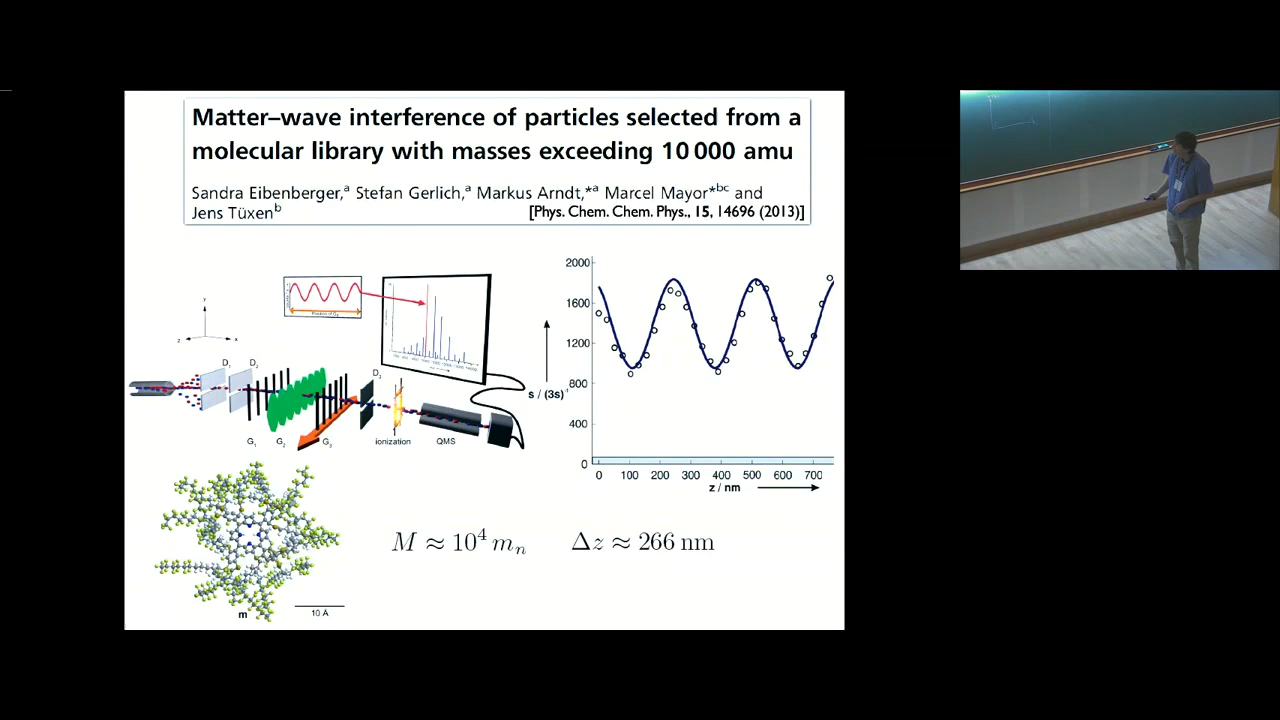 Matter–wave interference of particles selected from a
molecular library with masses exceeding 10 000 amu
Sandra Eibenberger,ᵃ Stefan Gerlich,ᵃ Markus Arndt,*ᵃ Marcel Mayor*ᵇᶜ and
Jens Tüxenᵇ
[Phys. Chem. Chem. Phys., 15, 14696 (2013)]
y
z
x
D₁
D₂
G₁
G₂
G₃
D₃
ionization
QMS
2000
1600
1200
800
400
0
s / (3s)⁻¹
0 100 200 300 400 500 600 700
z / nm
m
10 Å
M ≈ 10⁴ mₙ
Δz ≈ 266 nm